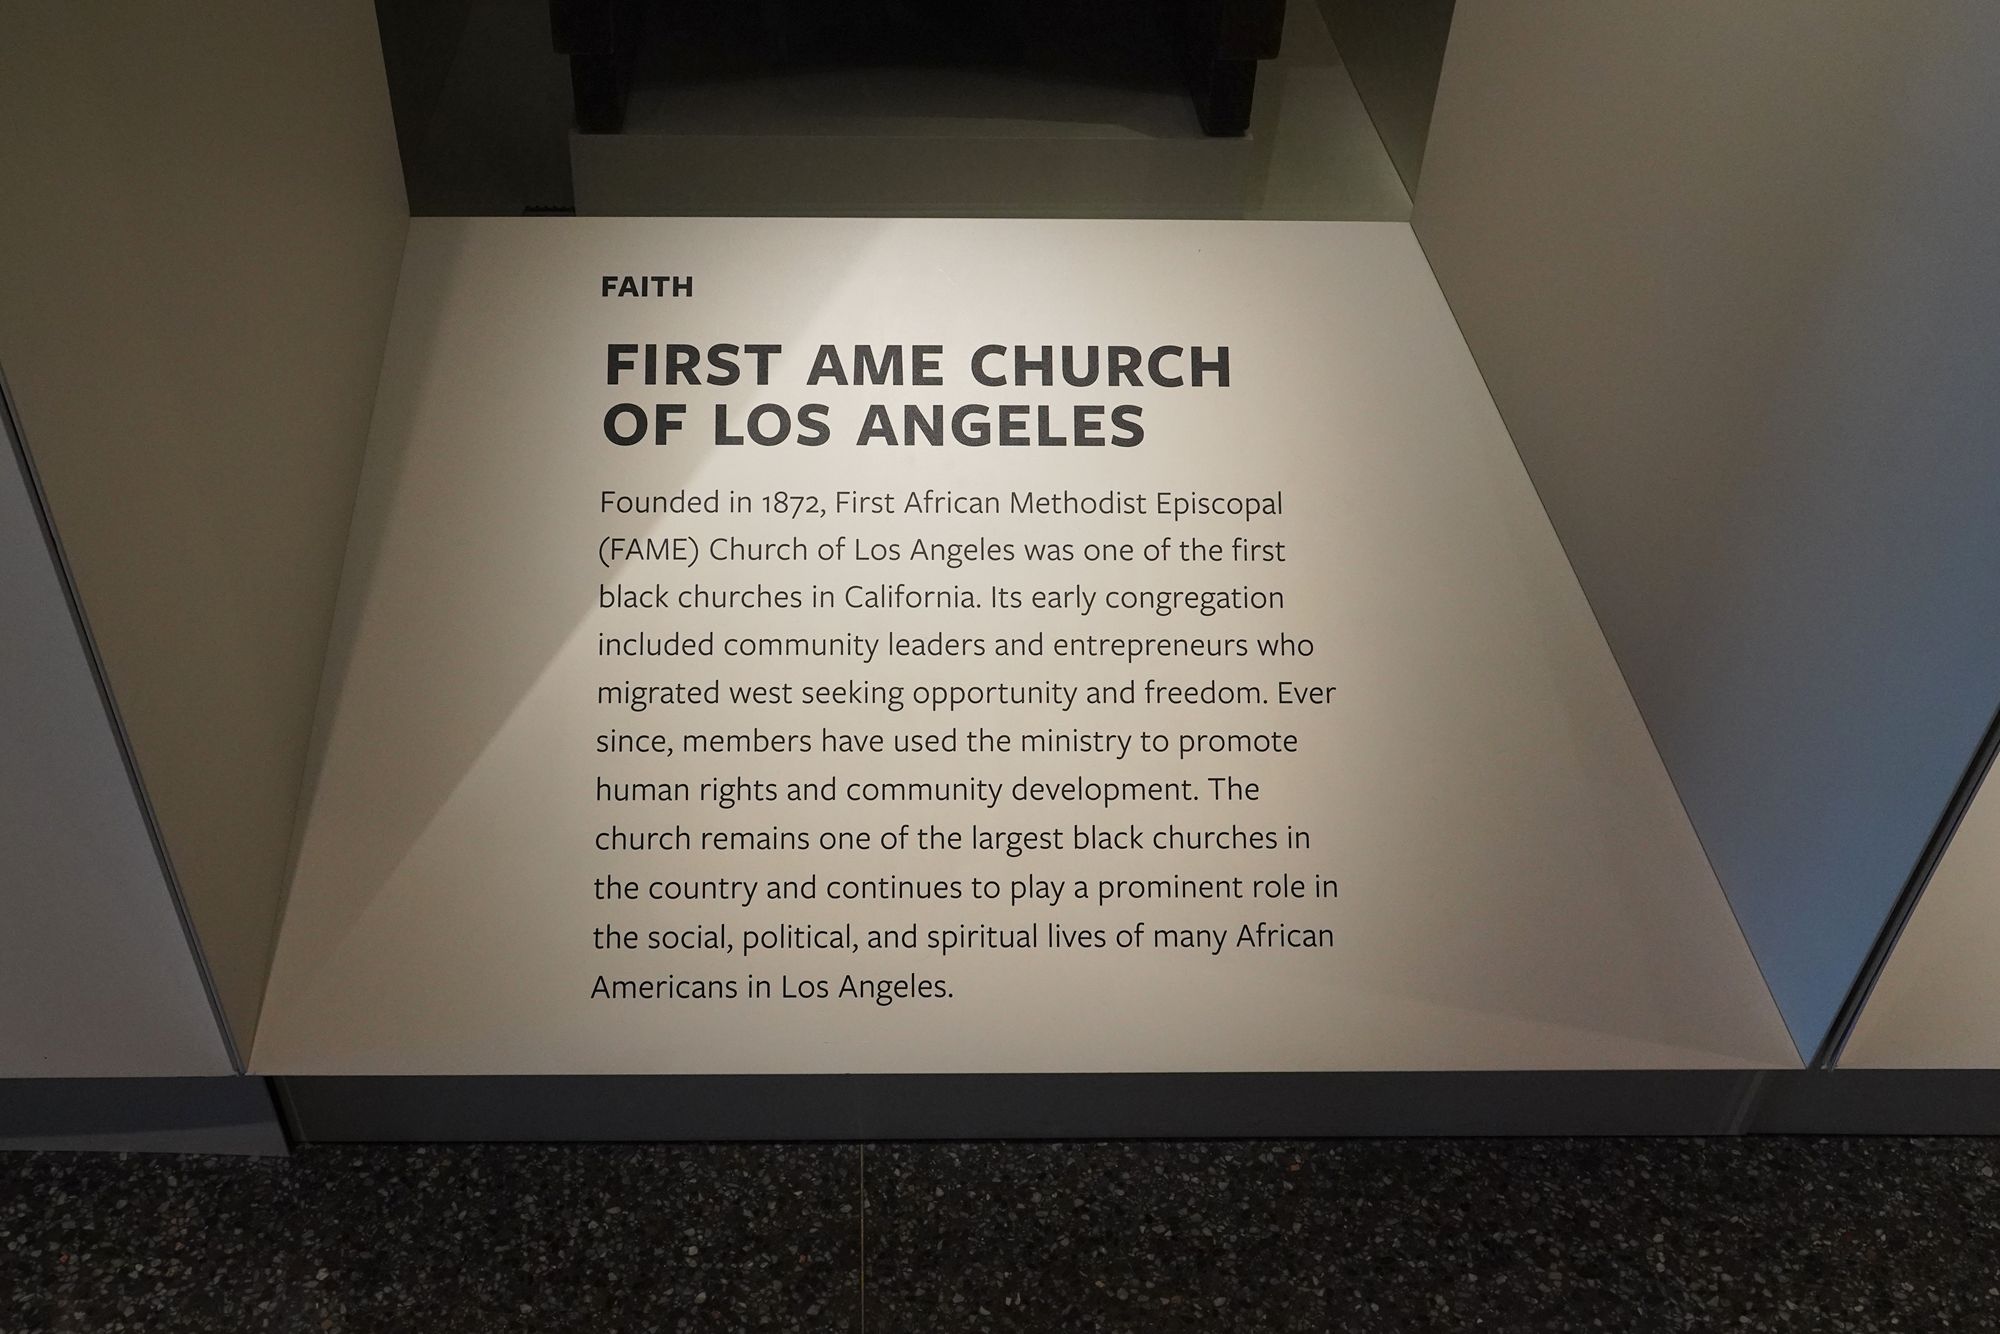 FAITH
FIRST AME CHURCH
OF LOS ANGELES
Founded in 1872, First African Methodist Episcopal
(FAME) Church of Los Angeles was one of the first
black churches in California. Its early congregation
included community leaders and entrepreneurs who
migrated west seeking opportunity and freedom. Ever
since, members have used the ministry to promote
human rights and community development. The
church remains one of the largest black churches in
the country and continues to play a prominent role in
the social, political, and spiritual lives of many African
Americans in Los Angeles.